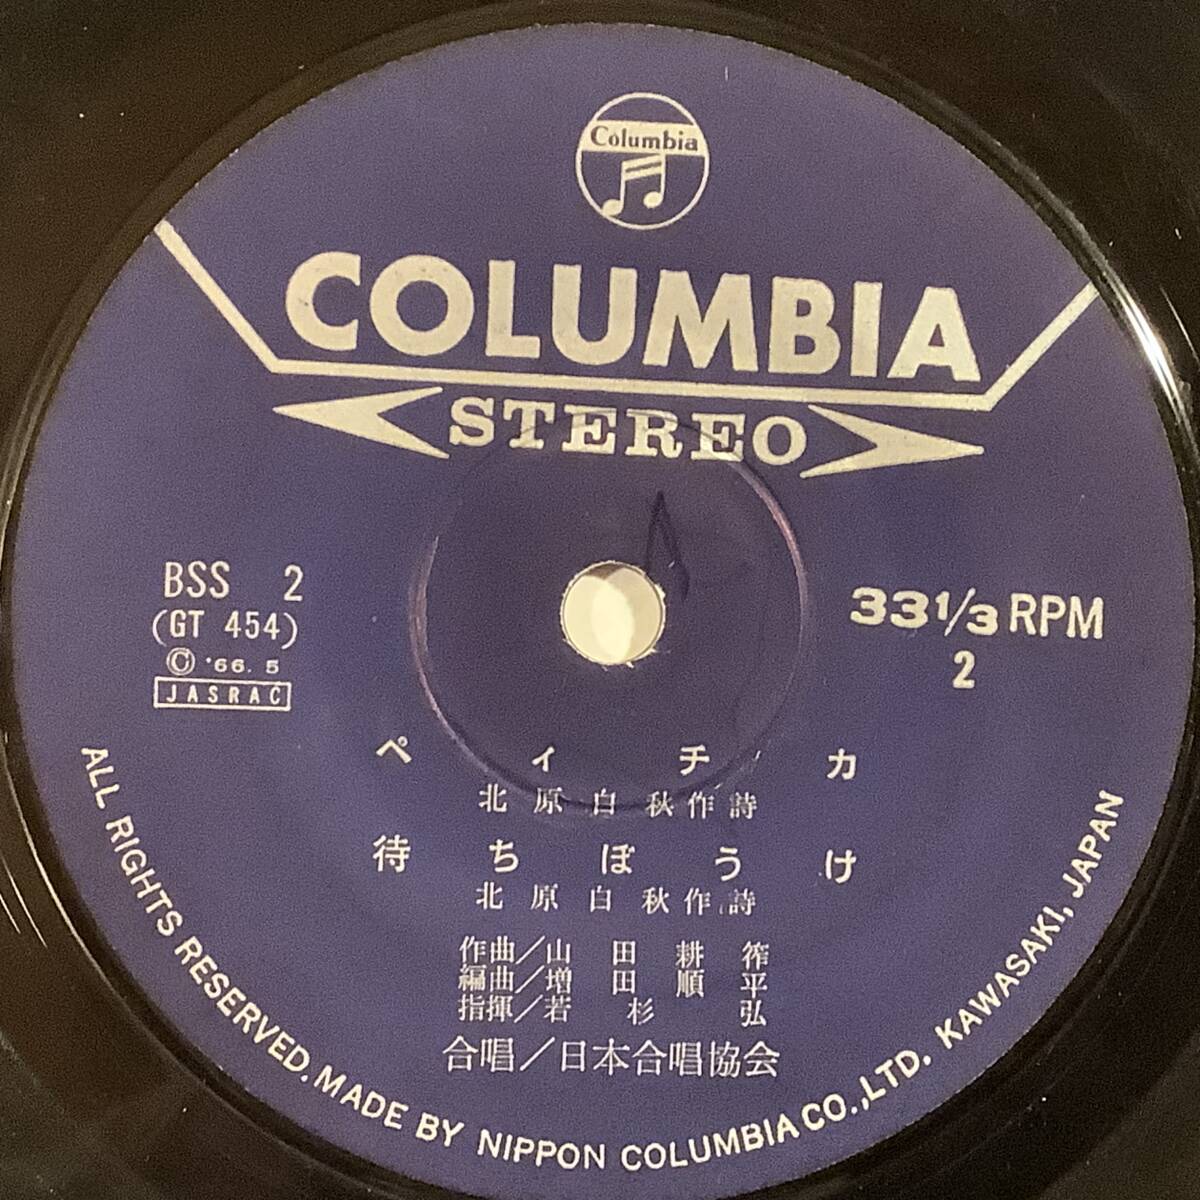 Columbia
COLUMBIA
STEREO
BSS 2
(GT 454)
Ⓒ '66. 5
JASRAC
33 1/3 RPM
2
ペィチカ
北原白秋作詩
待ちぼうけ
北原白秋作詩
作曲/山田耕筰
編曲/増田順平
指揮/若杉弘
合唱/日本合唱協会
ALL RIGHTS RESERVED. MADE BY NIPPON COLUMBIA CO., LTD. KAWASAKI, JAPAN